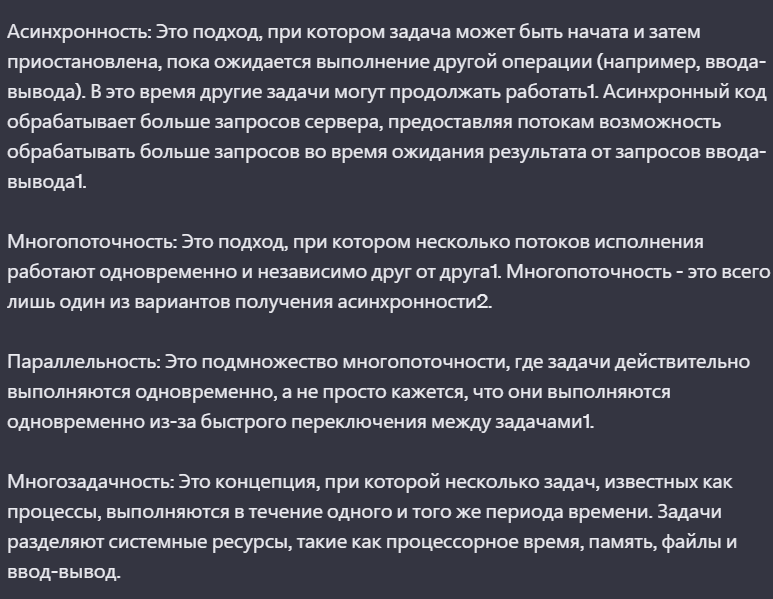 Асинхронность: Это подход, при котором задача может быть начата и затем
приостановлена, пока ожидается выполнение другой операции (например, ввода-
вывода). В это время другие задачи могут продолжать работать1. Асинхронный код
обрабатывает больше запросов сервера, предоставляя потокам возможность
обрабатывать больше запросов во время ожидания результата от запросов ввода-
вывода1.
Многопоточность: Это подход, при котором несколько потоков исполнения
работают одновременно и независимо друг от друга1. Многопоточность - это всего
лишь один из вариантов получения асинхронности2.
Параллельность: Это подмножество многопоточности, где задачи действительно
выполняются одновременно, а не просто кажется, что они выполняются
одновременно из-за быстрого переключения между задачами1.
Многозадачность: Это концепция, при которой несколько задач, известных как
процессы, выполняются в течение одного и того же периода времени. Задачи
разделяют системные ресурсы, такие как процессорное время, память, файлы и
ввод-вывод.